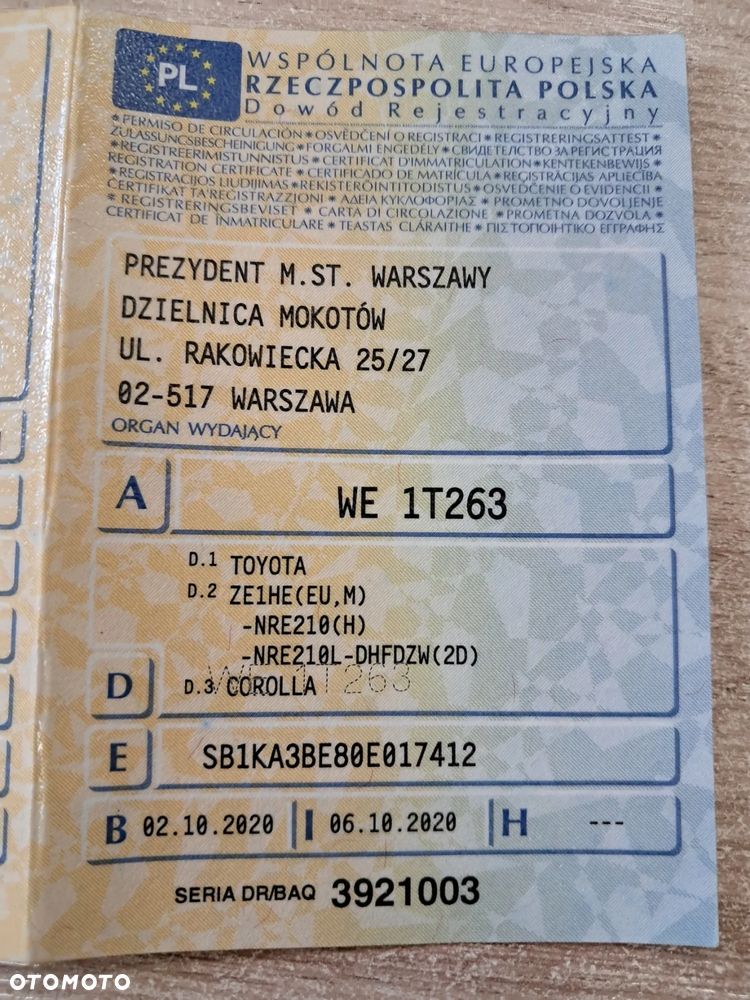 PL
WSPÓLNOTA EUROPEJSKA
RZECZPOSPOLITA POLSKA
Dowód Rejestracyjny
*PERMISO DE CIRCULACIÓN*OSVĚDČENÍ O REGISTRACI*REGISTRERINGSATTEST*
ZULASSUNGSBESCHEINIGUNG*FORGALMI ENGEDÉLY*СВИДЕТЕЛСТВО ЗА РЕГИСТРАЦИЯ
*REGISTREERIMISTUNNISTUS*CERTIFICAT D'IMMATRICULATION*KENTEKENBEWIJS*
REGISTRATION CERTIFICATE*CERTIFICADO DE MATRÍCULA*REĢISTRĀCIJAS APLIECĪBA
*REGISTRACIJOS LIUDIJIMAS*REKISTERÖINTITODISTUS*OSVEDČENIE O EVIDENCII*
ĊERTIFIKAT TA'REĠISTRAZZJONI*ΑΔΕΙΑ ΚΥΚΛΟΦΟΡΙΑΣ*PROMETNO DOVOLJENJE
*REGISTRERINGSBEVISET*CARTA DI CIRCOLAZIONE*PROMETNA DOZVOLA*
CERTIFICAT DE ÎNMATRICULARE*TEASTAS CLÁRAITHE*ΠΙΣΤΟΠΟΙΗΤΙΚΟ ΕΓΓΡΑΦΗΣ
PREZYDENT M.ST. WARSZAWY
DZIELNICA MOKOTÓW
UL. RAKOWIECKA 25/27
02-517 WARSZAWA
ORGAN WYDAJĄCY
A WE 1T263
D.1 TOYOTA
D.2 ZE1HE(EU,M)
-NRE210(H)
-NRE210L-DHFDZW(2D)
D D.3 COROLLA
WE 1T263
E SB1KA3BE80E017412
B 02.10.2020 I 06.10.2020 H ---
SERIA DR/BAQ 3921003
OTOMOTO